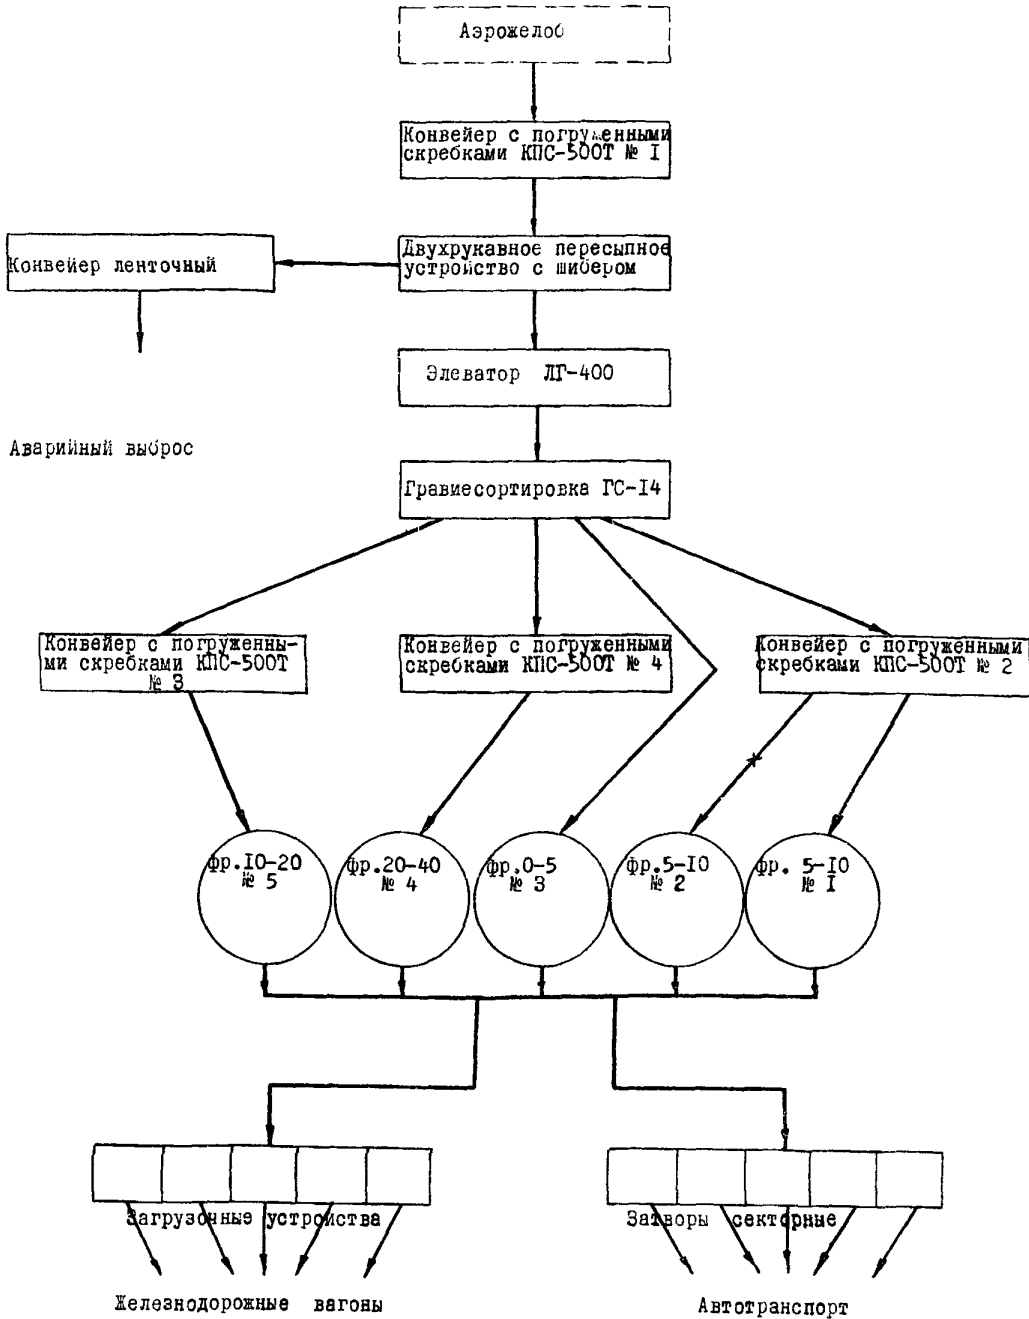 Аэрожелоб
Конвейер с погруженными
скребками КПС-500Т № I
Двухрукавное пересыпное
устройство с шибером
Конвейер ленточный
Элеватор ЛГ-400
Аварийный выброс
Гравиесортировка ГС-I4
Конвейер с погруженны-
ми скребками КПС-500Т
№ 3
Конвейер с погруженными
скребками КПС-500Т № 4
Конвейер с погруженными
скребками КПС-500Т № 2
фр.I0-20
№ 5
фр.20-40
№ 4
фр.0-5
№ 3
фр.5-I0
№ 2
фр. 5-I0
№ I
Загрузочные устройства
Затворы секторные
Железнодорожные вагоны
Автотранспорт